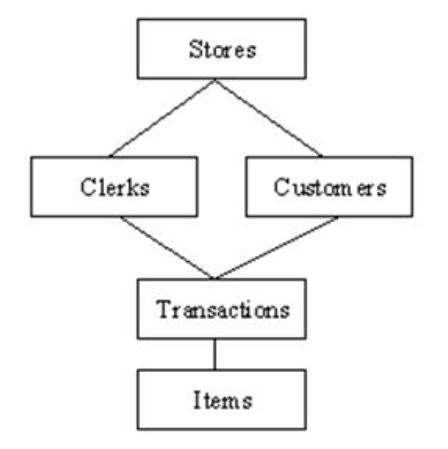 Stores
Clerks
Customers
Transactions
Items